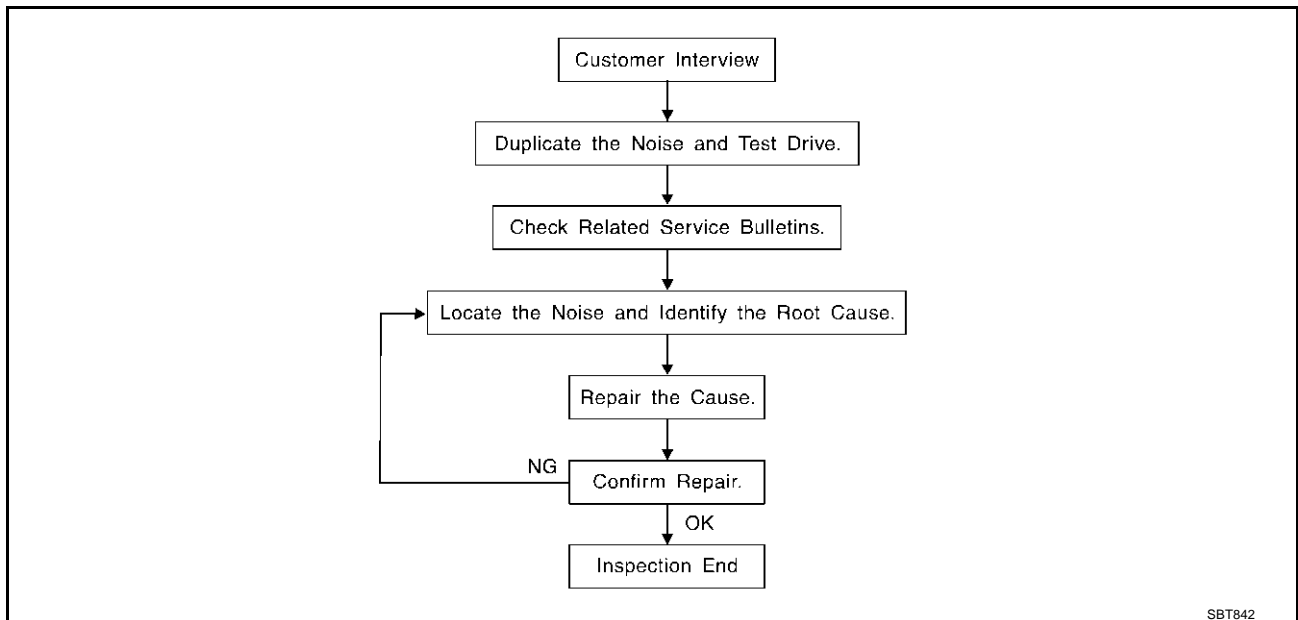 Customer Interview
Duplicate the Noise and Test Drive.
Check Related Service Bulletins.
Locate the Noise and Identify the Root Cause.
Repair the Cause.
NG
Confirm Repair.
OK
Inspection End
SBT842